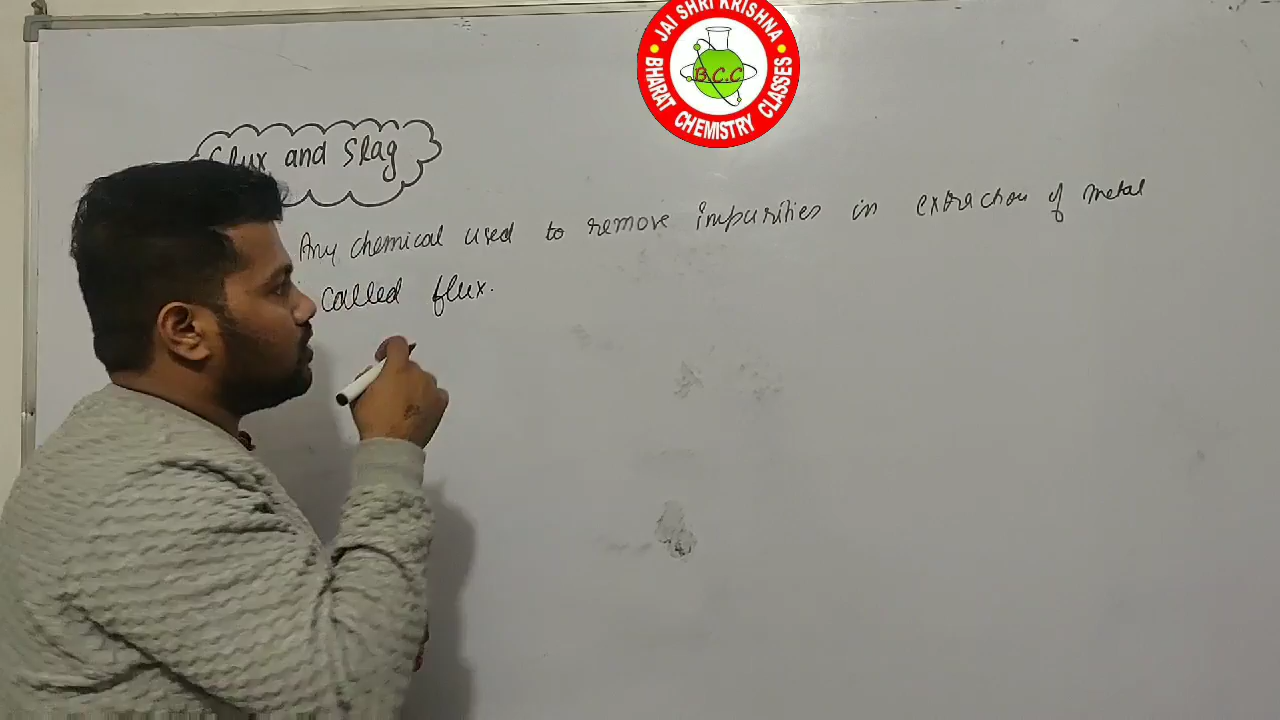 JAI SHRI KRISHNA
B.C.C
BHARAT CHEMISTRY CLASSES
Flux and Slag
Any chemical used to remove impurities in extraction of metal
called flux.